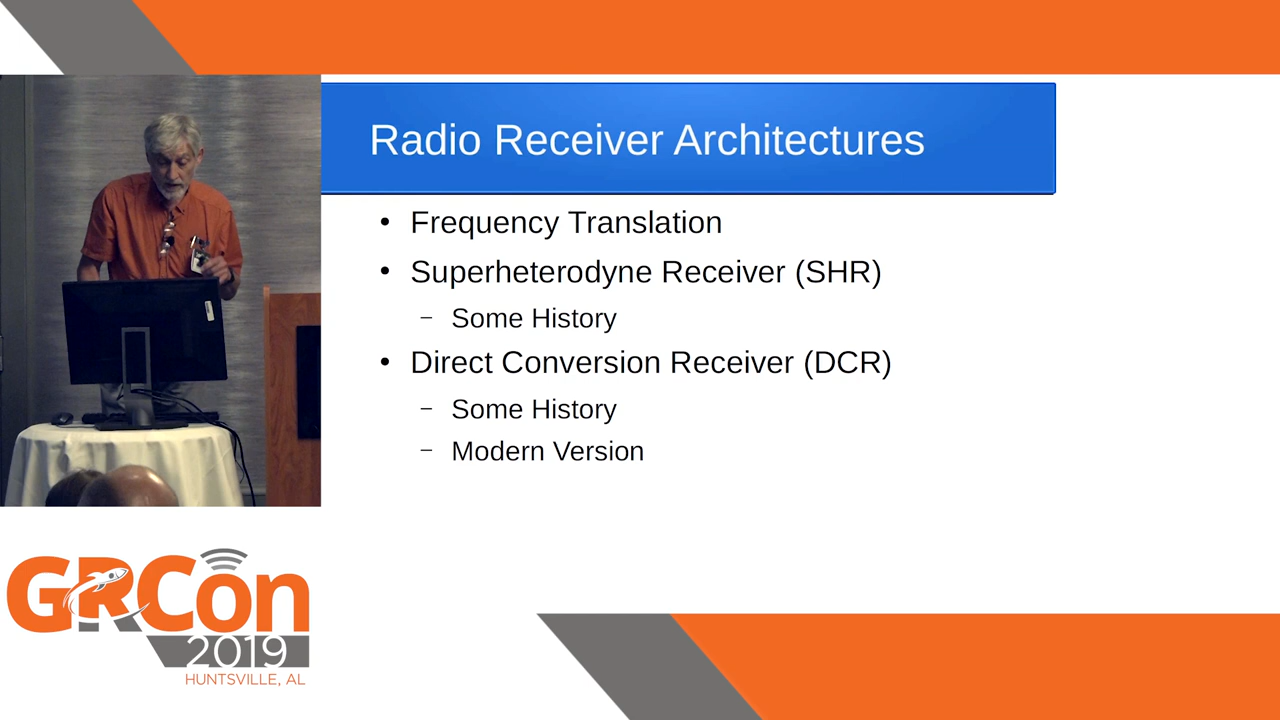 Radio Receiver Architectures
• Frequency Translation
• Superheterodyne Receiver (SHR)
– Some History
• Direct Conversion Receiver (DCR)
– Some History
– Modern Version
GRCon
2019
HUNTSVILLE, AL